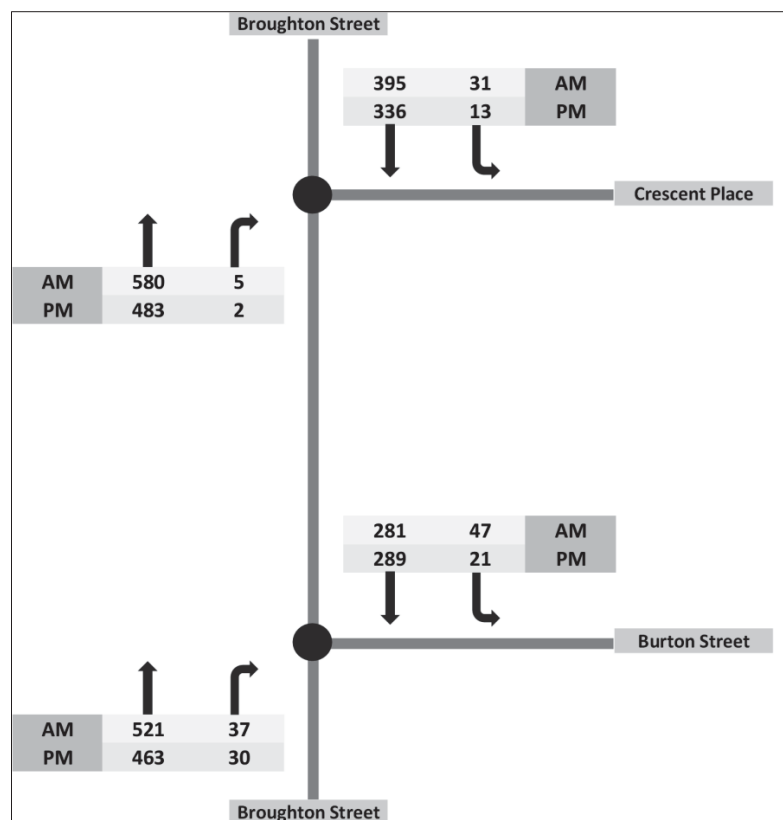 Broughton Street
395 31 AM
336 13 PM
Crescent Place
AM 580 5
PM 483 2
281 47 AM
289 21 PM
Burton Street
AM 521 37
PM 463 30
Broughton Street